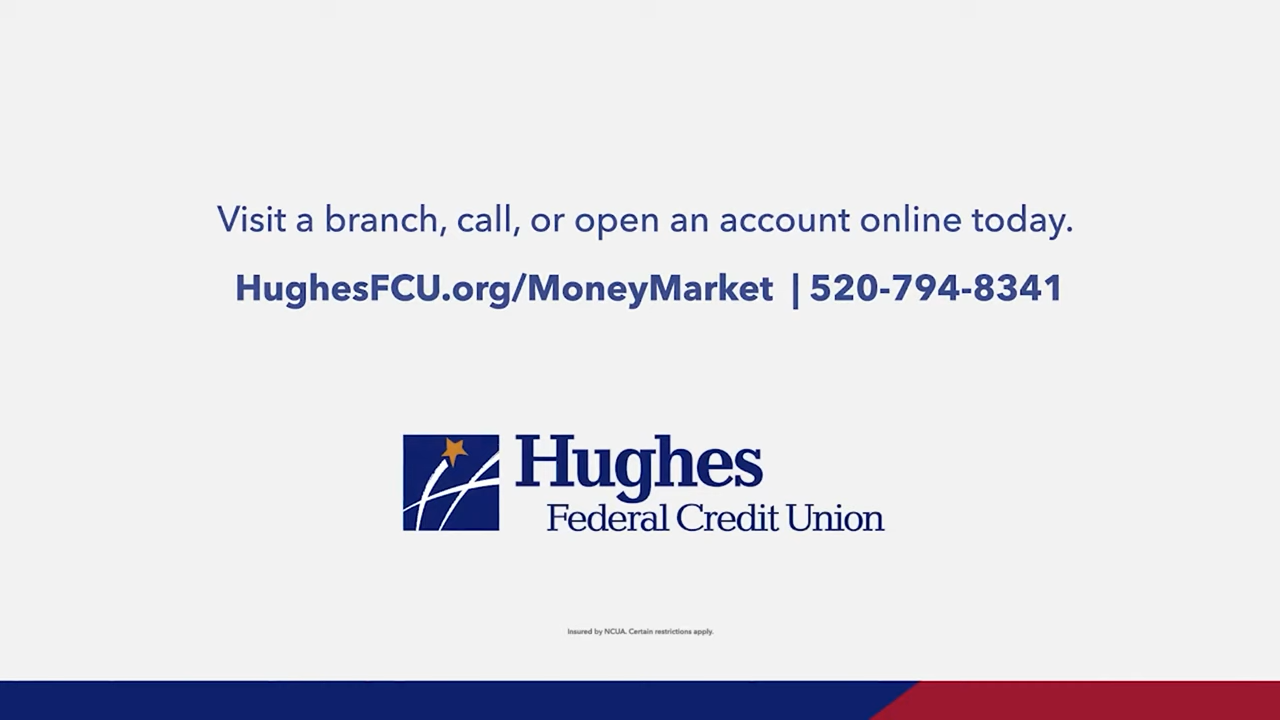 Visit a branch, call, or open an account online today.
HughesFCU.org/MoneyMarket | 520-794-8341
Hughes
Federal Credit Union
Insured by NCUA. Certain restrictions apply.